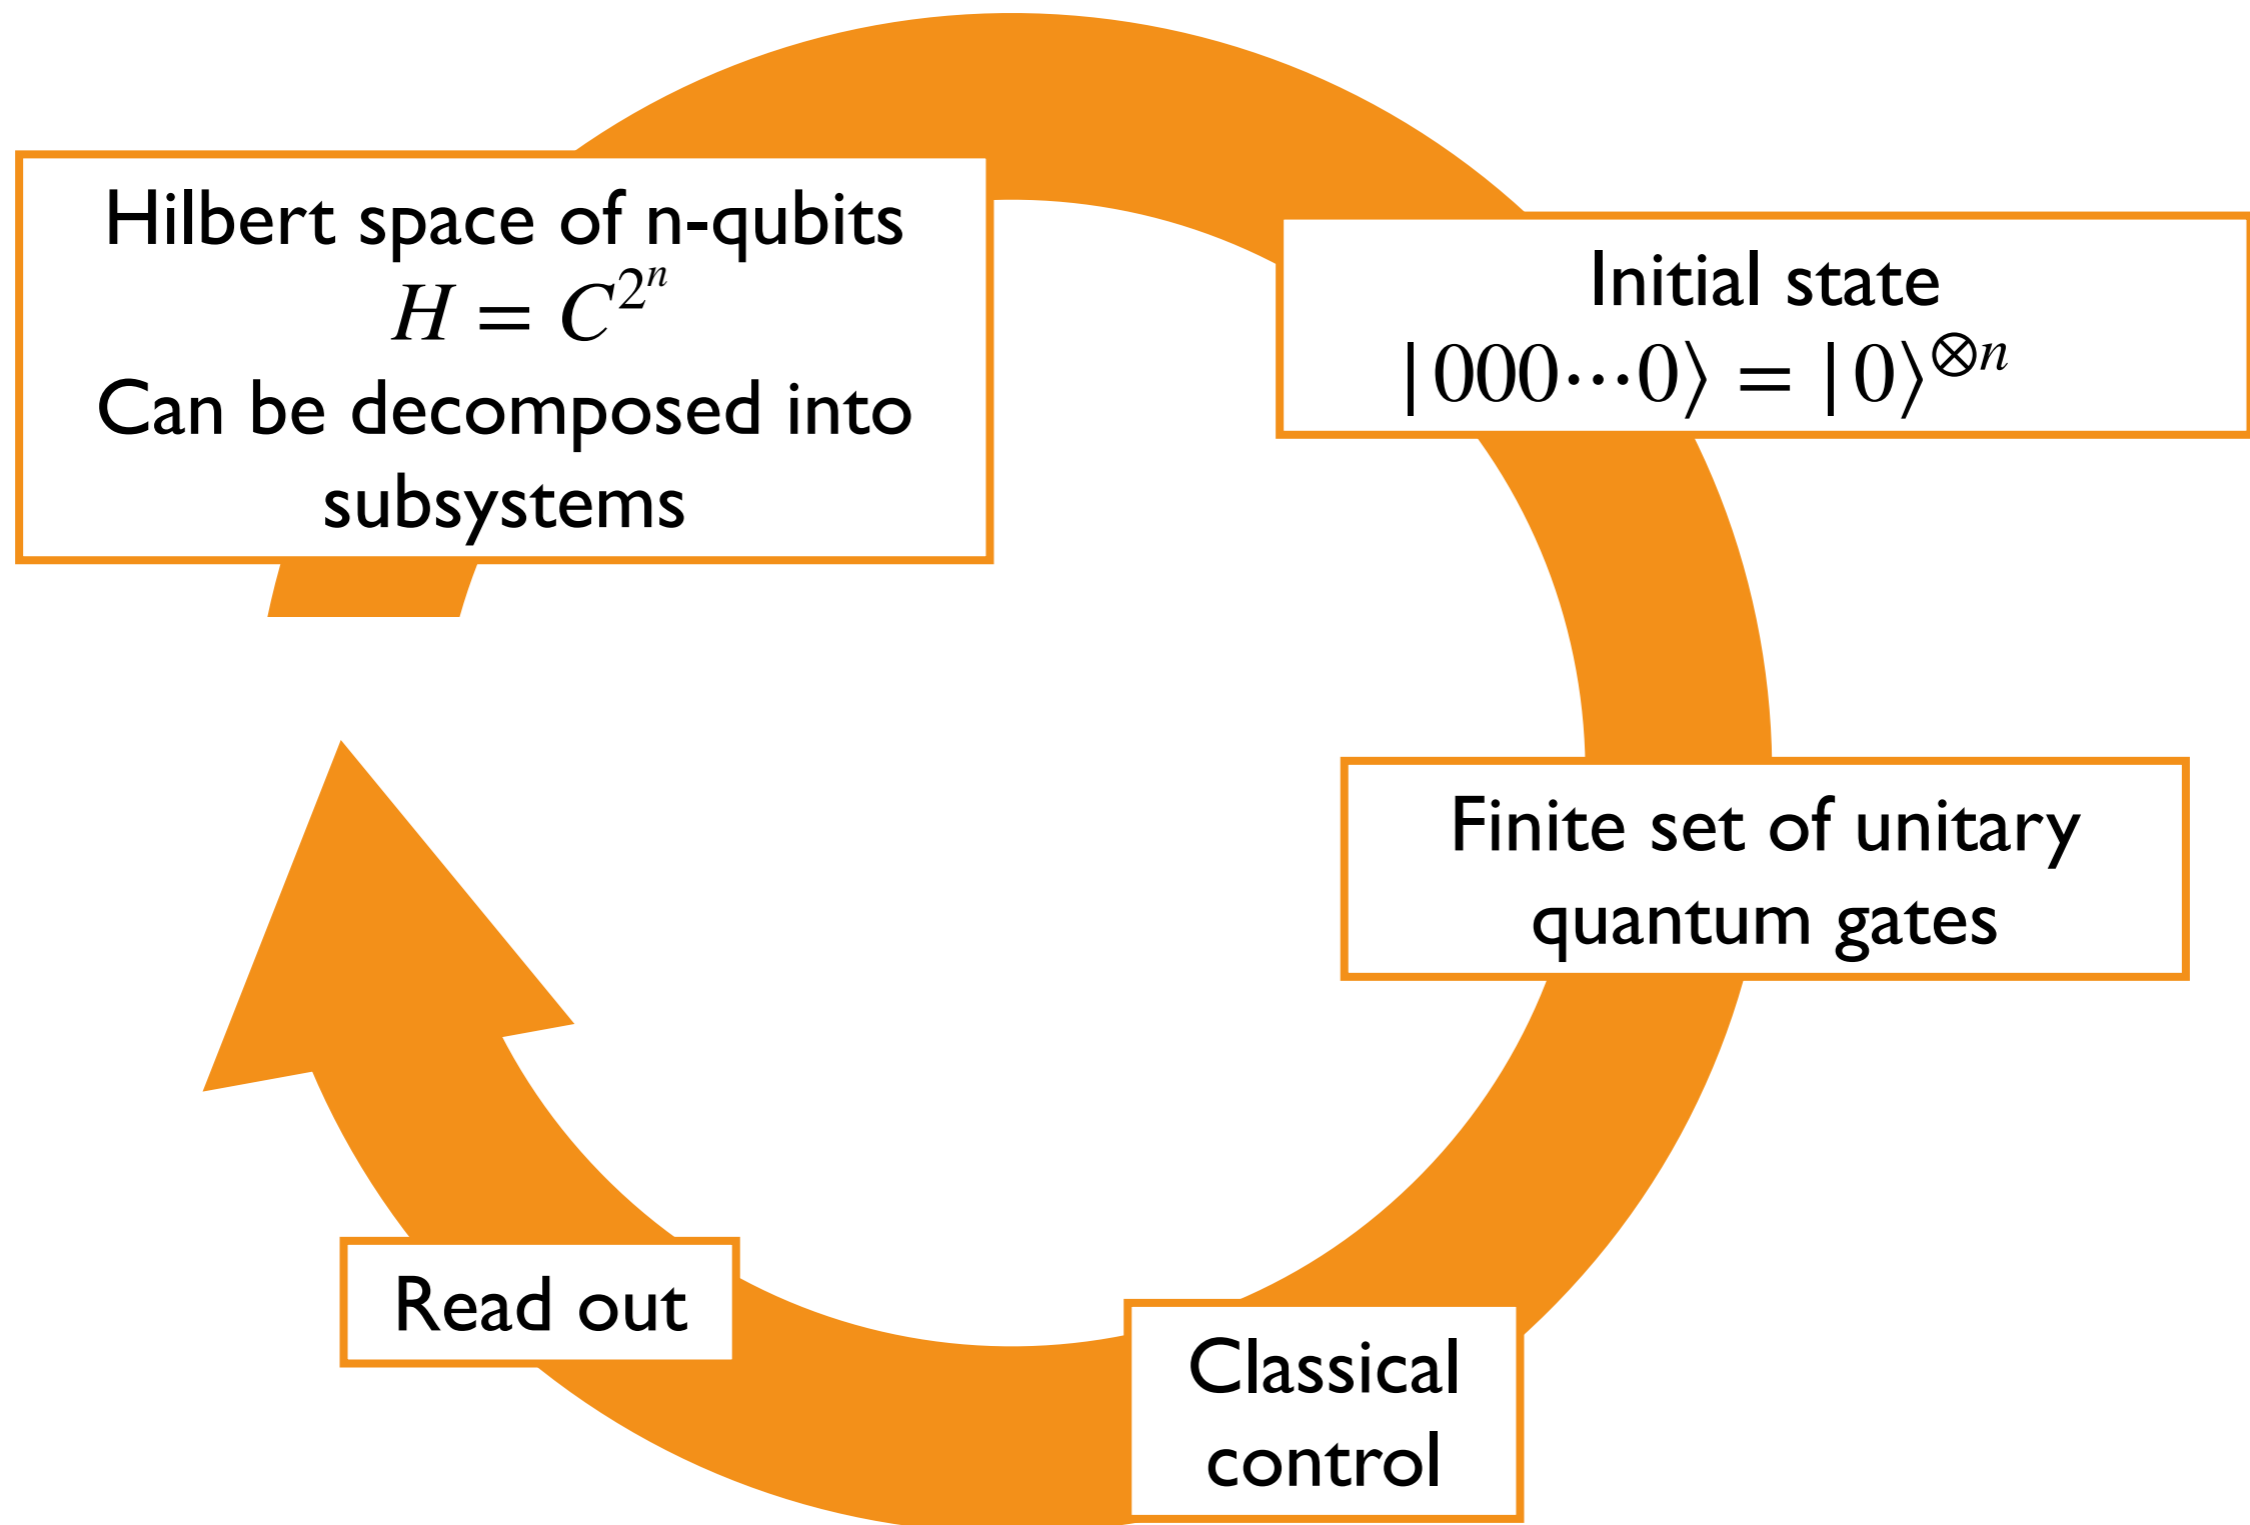 Hilbert space of n-qubits
H = C^{2^n}
Can be decomposed into
subsystems
Initial state
|000⋯0⟩ = |0⟩^{⊗n}
Finite set of unitary
quantum gates
Classical
control
Read out